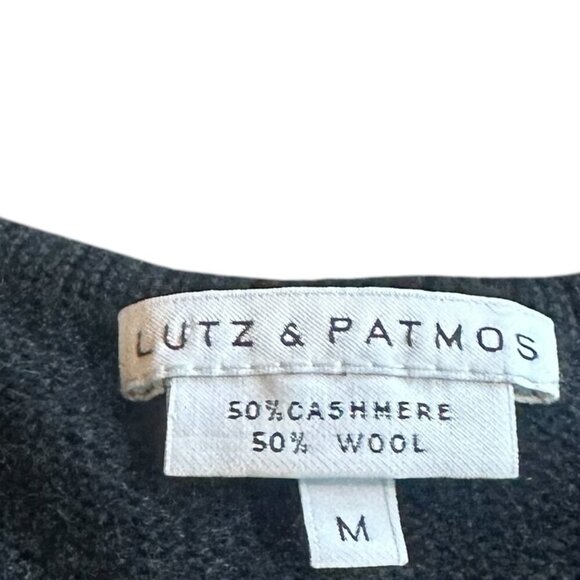 LUTZ & PATMOS
50% CASHMERE
50% WOOL
M